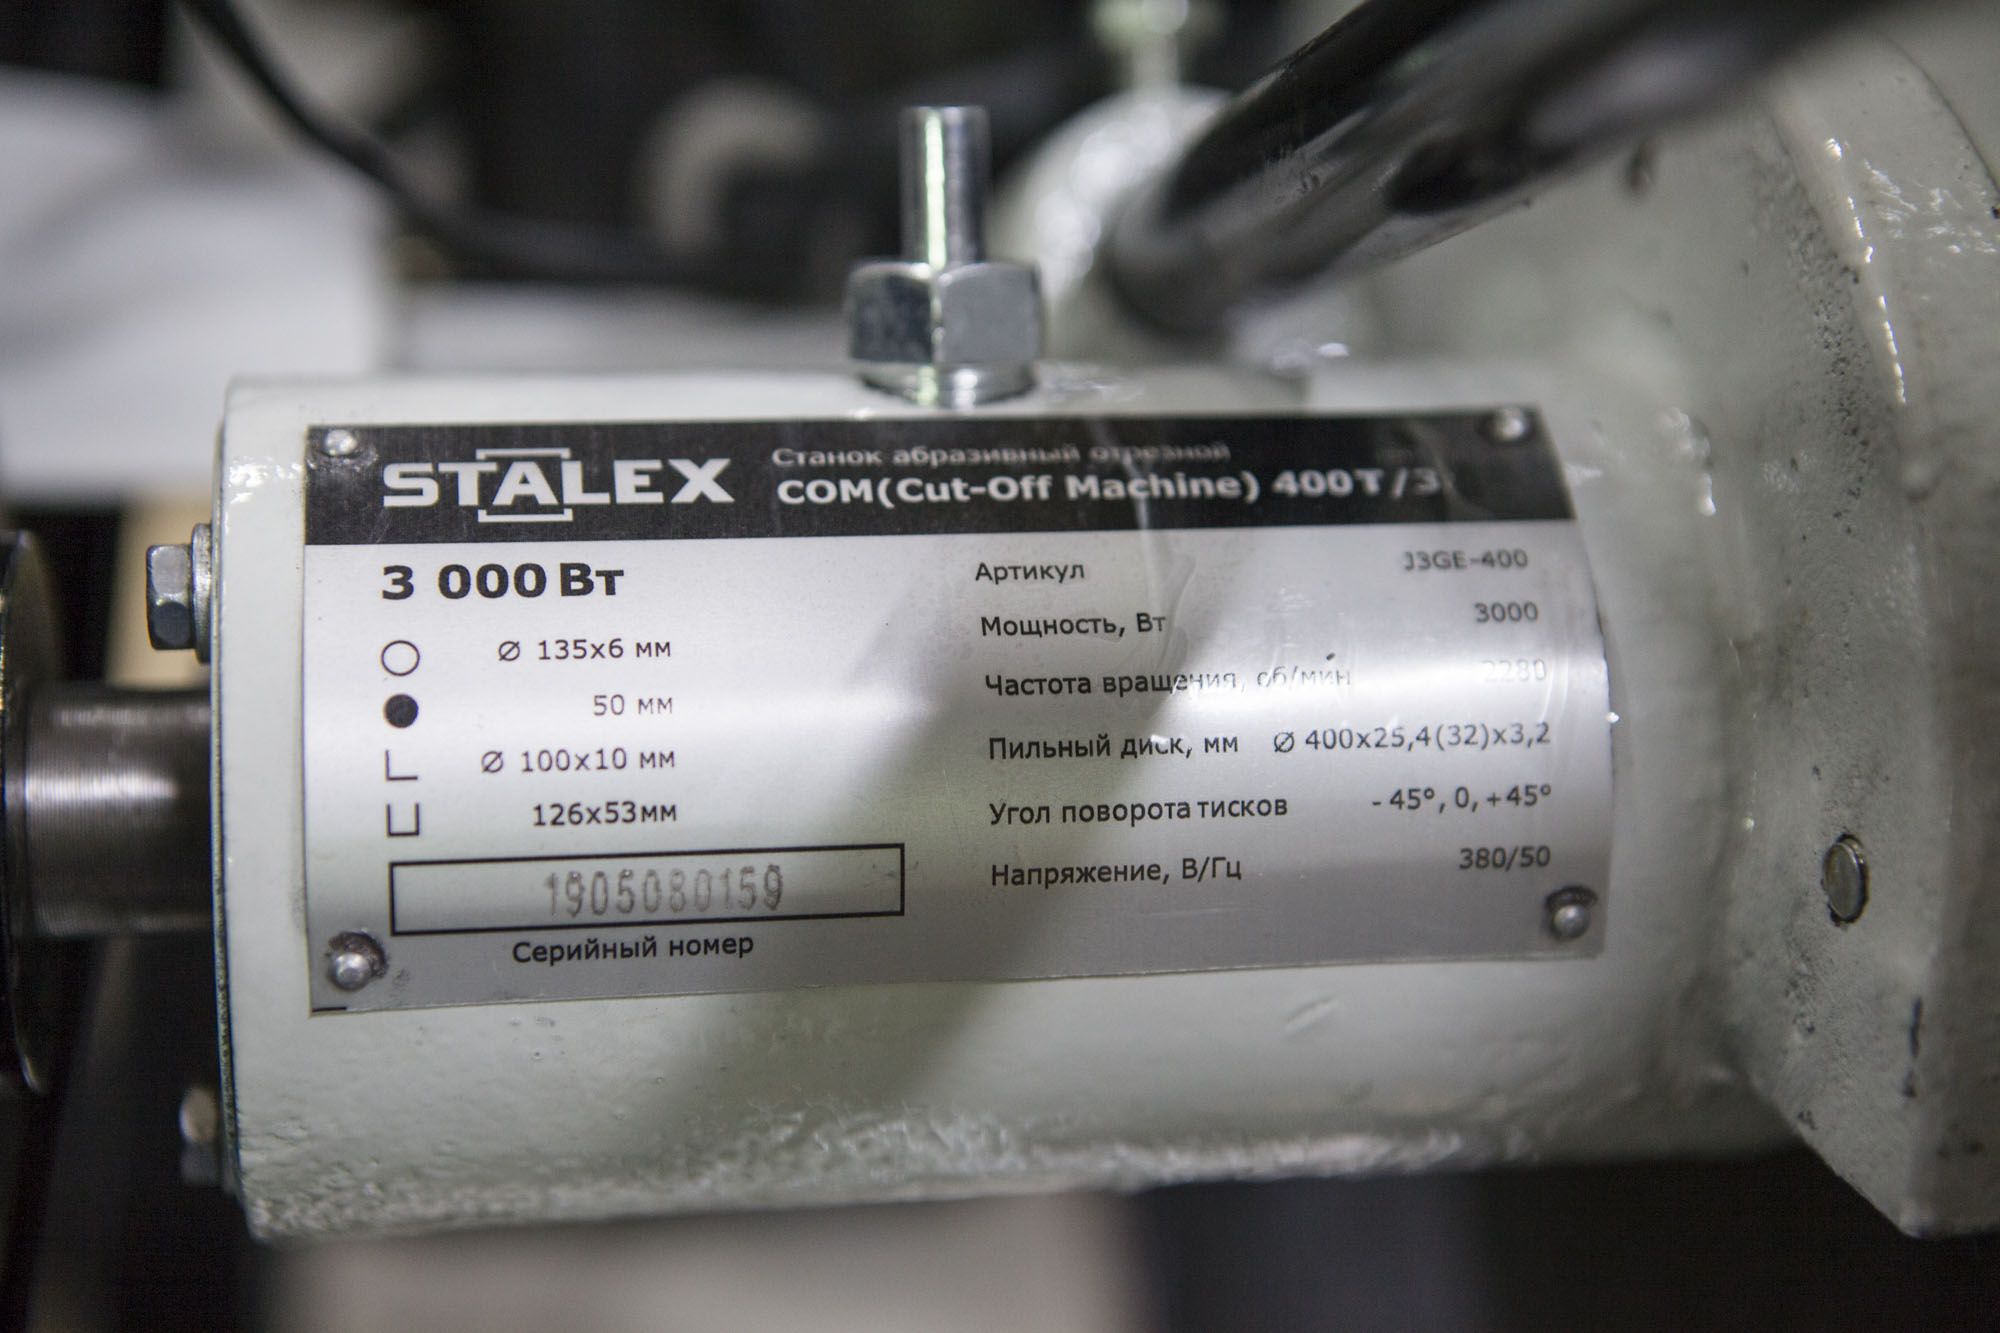 STALEX
Станок абразивный отрезной
COM(Cut-Off Machine) 400T/3
3 000 Вт
Ø 135x6 мм
50 мм
Ø 100x10 мм
126x53мм
1905080159
Серийный номер
Артикул J3GE-400
Мощность, Вт 3000
Частота вращения, об/мин 2280
Пильный диск, мм Ø 400x25,4(32)x3,2
Угол поворота тисков - 45°, 0, +45°
Напряжение, В/Гц 380/50